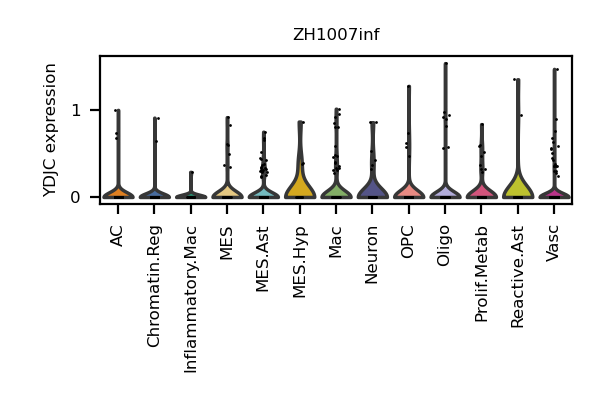 ZH1007inf
YDJC expression
1
0
AC
Chromatin.Reg
Inflammatory.Mac
MES
MES.Ast
MES.Hyp
Mac
Neuron
OPC
Oligo
Prolif.Metab
Reactive.Ast
Vasc